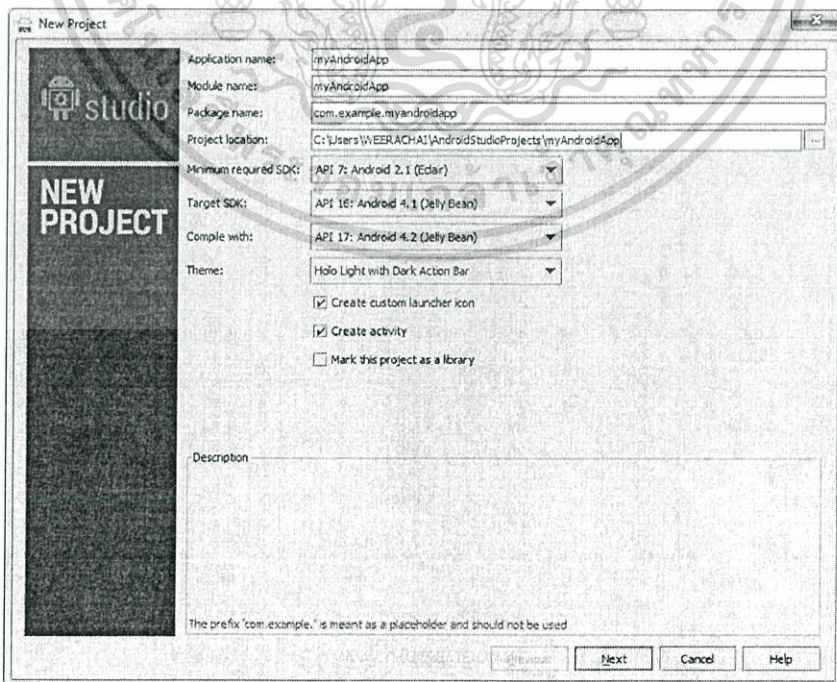 New Project
studio
NEW
PROJECT
Application name: myAndroidApp
Module name: myAndroidApp
Package name: com.example.myandroidapp
Project location: C:\Users\WEERACHAI\AndroidStudioProjects\myAndroidApp
Minimum required SDK: API 7: Android 2.1 (Eclair)
Target SDK: API 16: Android 4.1 (Jelly Bean)
Compile with: API 17: Android 4.2 (Jelly Bean)
Theme: Holo Light with Dark Action Bar
Create custom launcher icon
Create activity
Mark this project as a library
Description
The prefix 'com.example.' is meant as a placeholder and should not be used
Previous Next Cancel Help